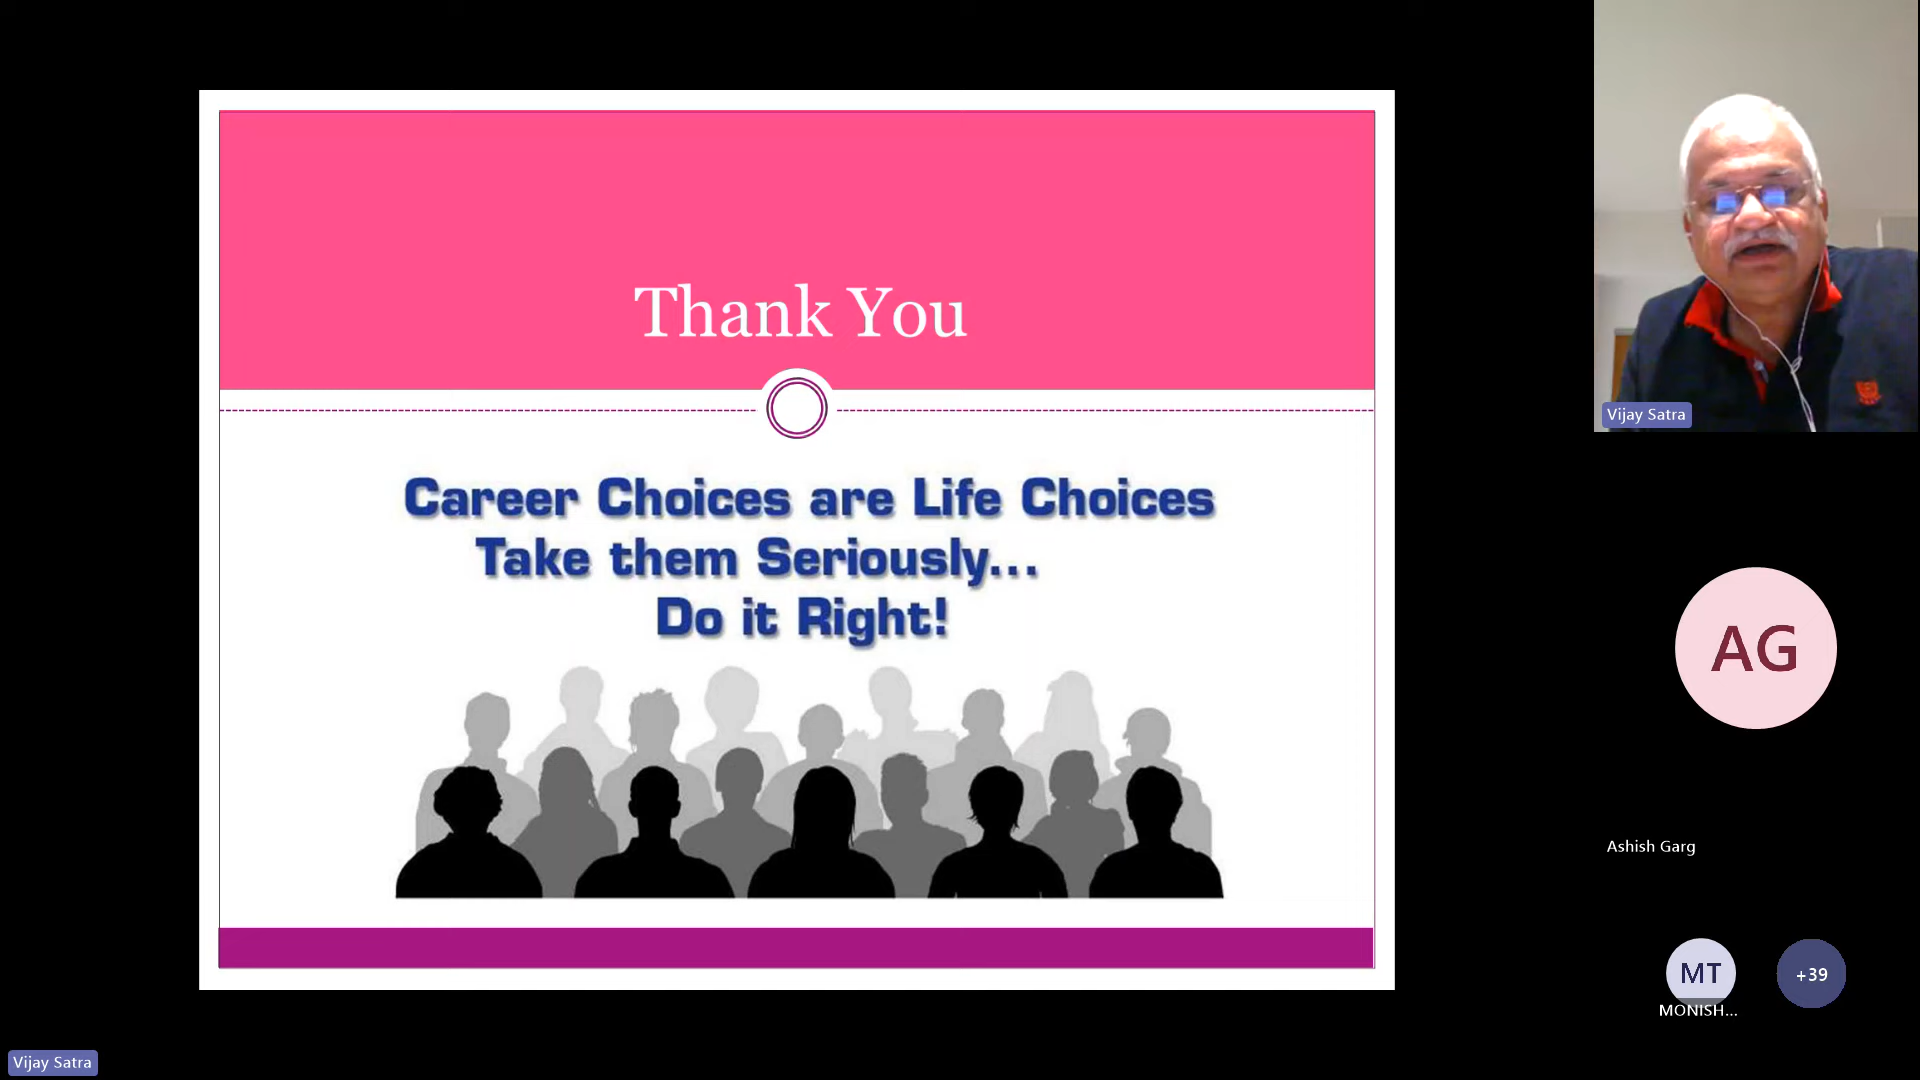 Thank You
Career Choices are Life Choices
Take them Seriously...
Do it Right!
Vijay Satra
AG
Ashish Garg
MT
+39
MONISH...
Vijay Satra